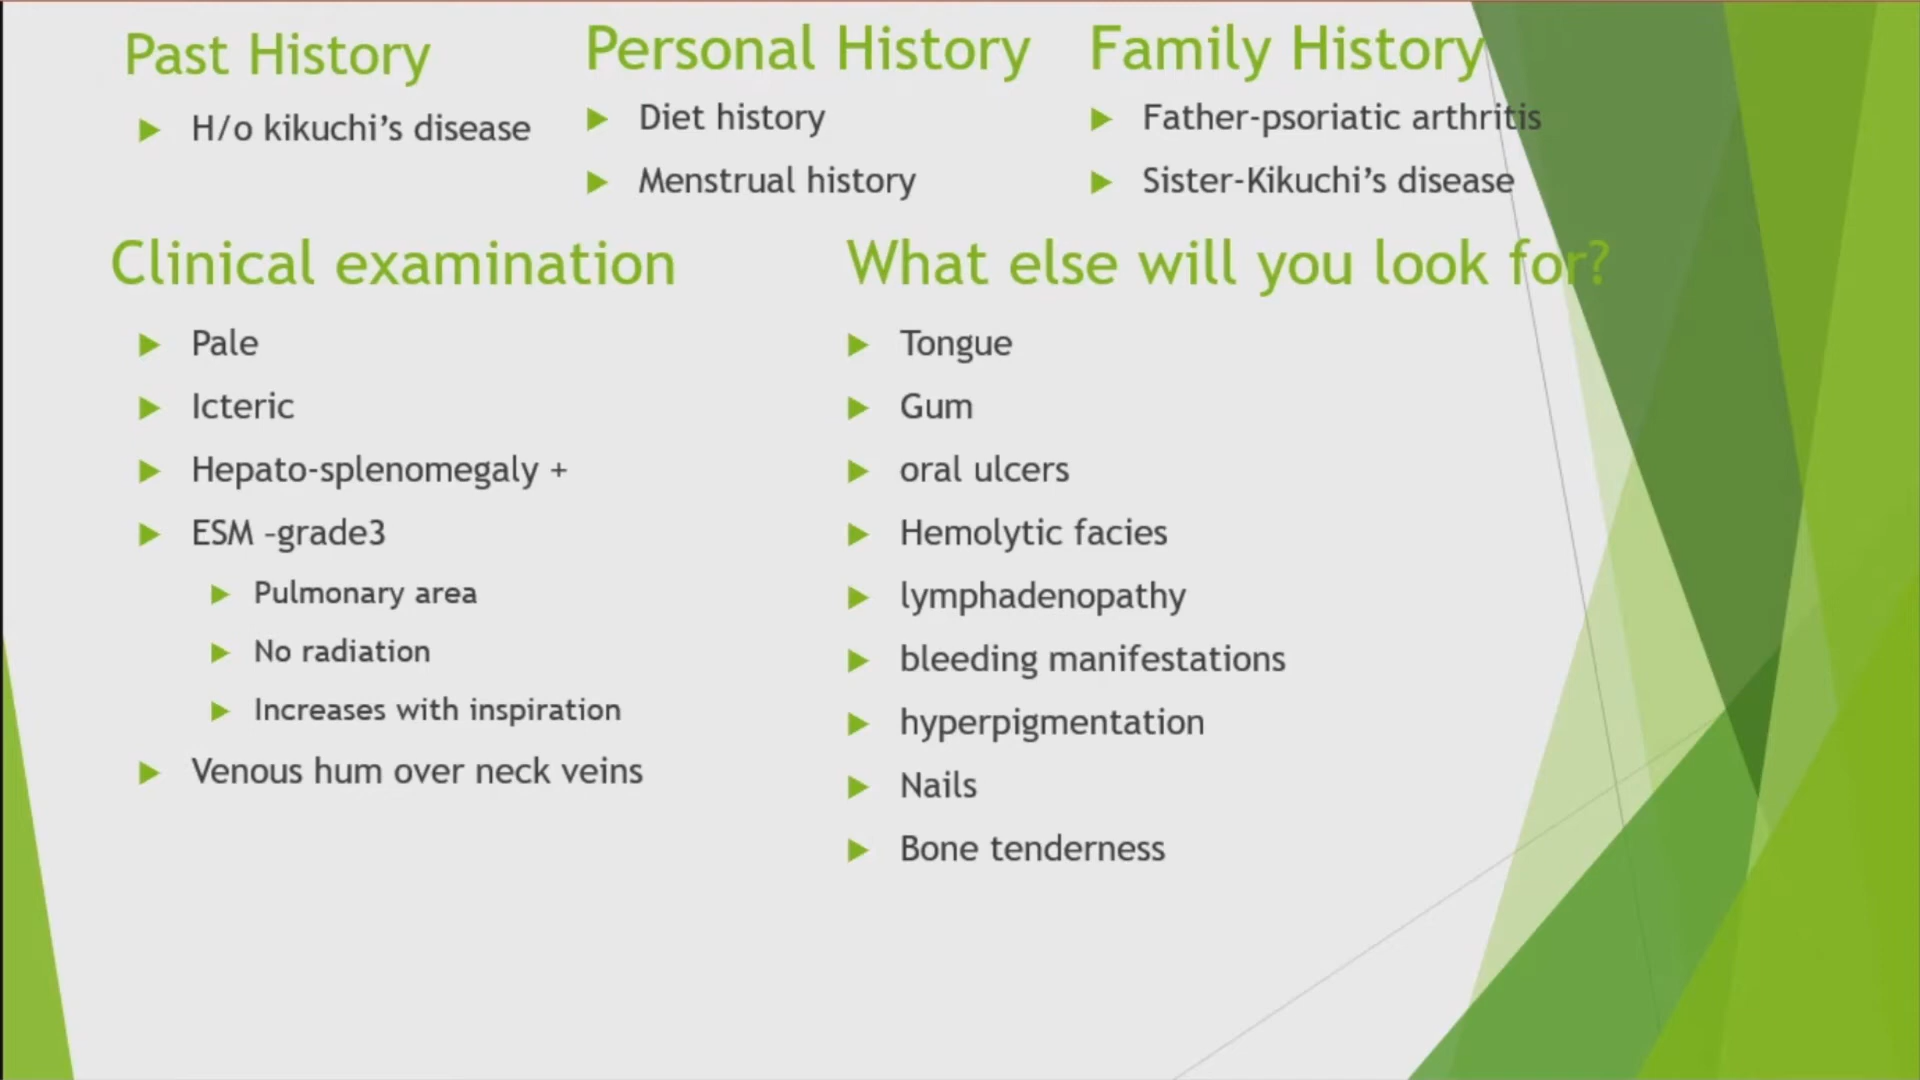 Past History
H/o kikuchi's disease
Personal History
Diet history
Menstrual history
Family History
Father-psoriatic arthritis
Sister-Kikuchi's disease
Clinical examination
Pale
Icteric
Hepato-splenomegaly +
ESM -grade3
Pulmonary area
No radiation
Increases with inspiration
Venous hum over neck veins
What else will you look for?
Tongue
Gum
oral ulcers
Hemolytic facies
lymphadenopathy
bleeding manifestations
hyperpigmentation
Nails
Bone tenderness